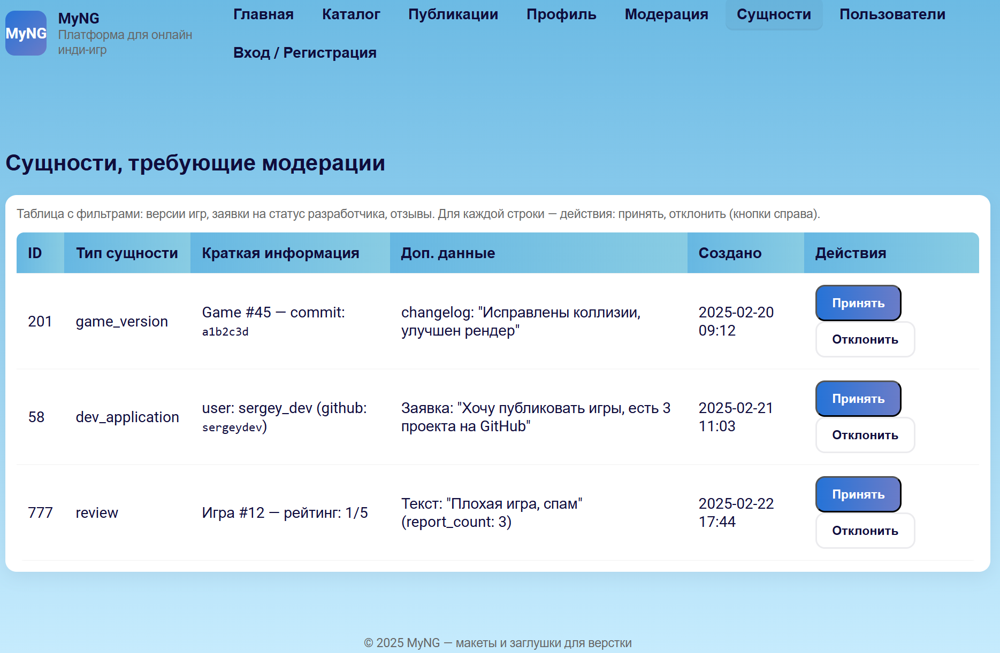 MyNG
MyNG
Платформа для онлайн
инди-игр
Главная Каталог Публикации Профиль Модерация Сущности Пользователи
Вход / Регистрация
Сущности, требующие модерации
Таблица с фильтрами: версии игр, заявки на статус разработчика, отзывы. Для каждой строки — действия: принять, отклонить (кнопки справа).
ID Тип сущности Краткая информация Доп. данные Создано Действия
201 game_version
Game #45 — commit:
a1b2c3d
changelog: "Исправлены коллизии,
улучшен рендер"
2025-02-20
09:12
Принять
Отклонить
58 dev_application
user: sergey_dev (github:
sergeydev)
Заявка: "Хочу публиковать игры, есть 3
проекта на GitHub"
2025-02-21
11:03
Принять
Отклонить
777 review
Игра #12 — рейтинг: 1/5
Текст: "Плохая игра, спам"
(report_count: 3)
2025-02-22
17:44
Принять
Отклонить
© 2025 MyNG — макеты и заглушки для верстки